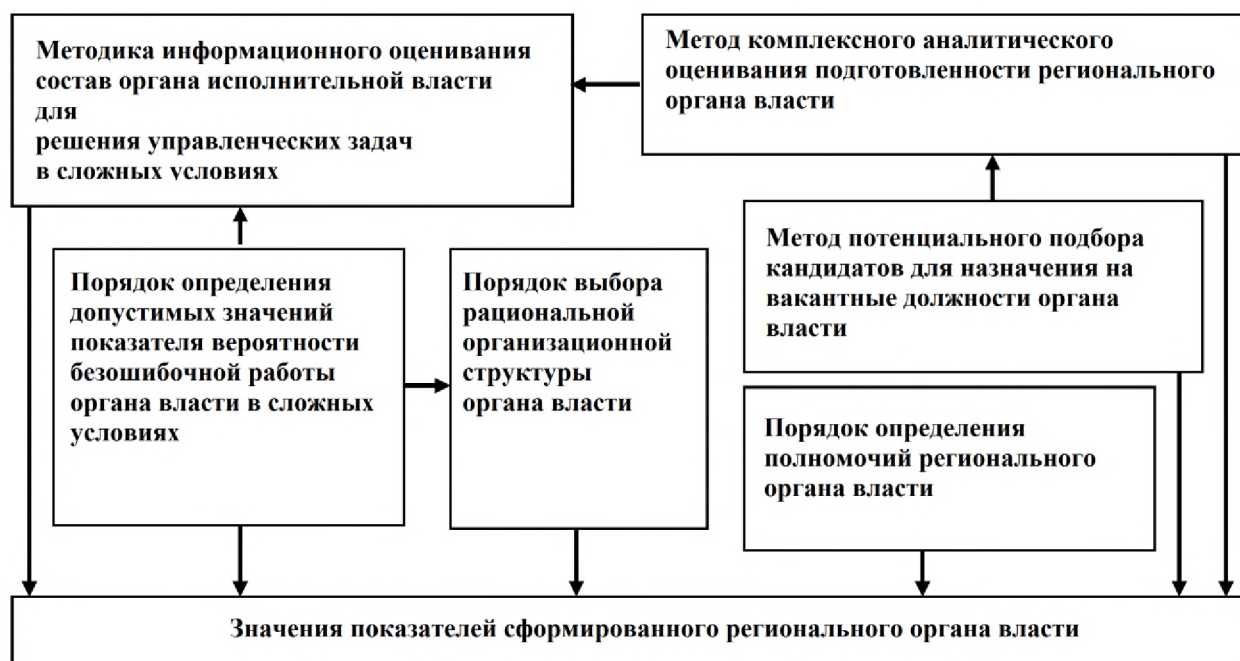 Методика информационного оценивания
состав органа исполнительной власти
для
решения управленческих задач
в сложных условиях
Метод комплексного аналитического
оценивания подготовленности регионального
органа власти
Порядок определения
допустимых значений
показателя вероятности
безошибочной работы
органа власти в сложных
условиях
Порядок выбора
рациональной
организационной
структуры
органа власти
Метод потенциального подбора
кандидатов для назначения на
вакантные должности органа
власти
Порядок определения
полномочий регионального
органа власти
Значения показателей сформированного регионального органа власти